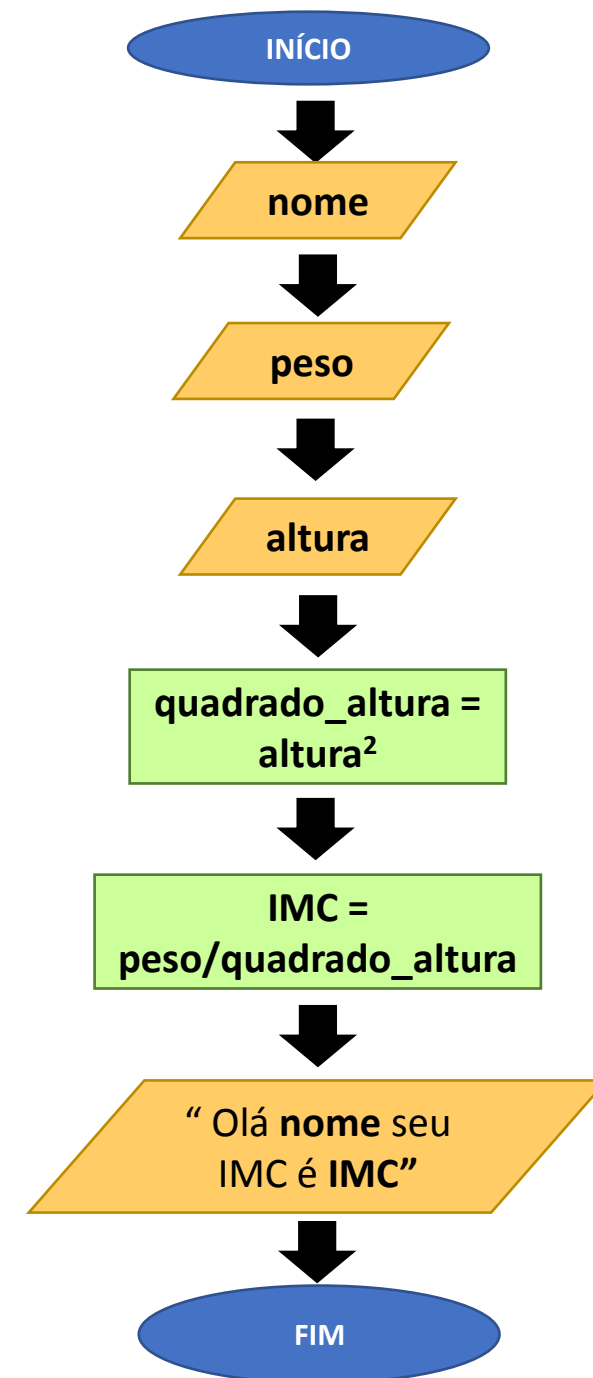 INÍCIO
nome
peso
altura
quadrado_altura =
altura²
IMC =
peso/quadrado_altura
“ Olá nome seu
IMC é IMC”
FIM